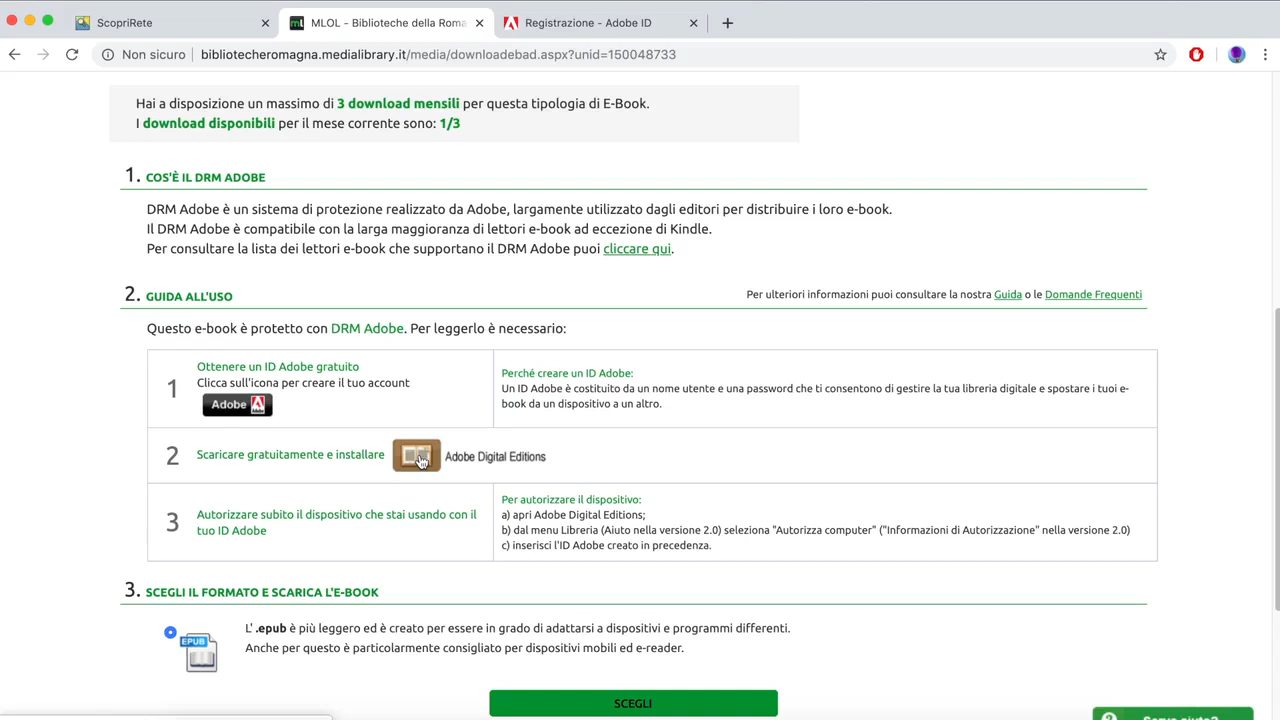 ScopriRete
MLOL - Biblioteche della Roma
Registrazione - Adobe ID
Non sicuro
bibliotecheromagna.medialibrary.it/media/downloadebad.aspx?unid=150048733
Hai a disposizione un massimo di 3 download mensili per questa tipologia di E-Book.
I download disponibili per il mese corrente sono: 1/3
1. COS'È IL DRM ADOBE
DRM Adobe è un sistema di protezione realizzato da Adobe, largamente utilizzato dagli editori per distribuire i loro e-book.
Il DRM Adobe è compatibile con la larga maggioranza di lettori e-book ad eccezione di Kindle.
Per consultare la lista dei lettori e-book che supportano il DRM Adobe puoi cliccare qui.
2. GUIDA ALL'USO
Per ulteriori informazioni puoi consultare la nostra Guida o le Domande Frequenti
Questo e-book è protetto con DRM Adobe. Per leggerlo è necessario:
1
Ottenere un ID Adobe gratuito
Clicca sull'icona per creare il tuo account
Adobe
Perché creare un ID Adobe:
Un ID Adobe è costituito da un nome utente e una password che ti consentono di gestire la tua libreria digitale e spostare i tuoi e-
book da un dispositivo a un altro.
2
Scaricare gratuitamente e installare
Adobe Digital Editions
3
Autorizzare subito il dispositivo che stai usando con il
tuo ID Adobe
Per autorizzare il dispositivo:
a) apri Adobe Digital Editions;
b) dal menu Libreria (Aiuto nella versione 2.0) seleziona "Autorizza computer" ("Informazioni di Autorizzazione" nella versione 2.0)
c) inserisci l'ID Adobe creato in precedenza.
3. SCEGLI IL FORMATO E SCARICA L'E-BOOK
EPUB
L' .epub è più leggero ed è creato per essere in grado di adattarsi a dispositivi e programmi differenti.
Anche per questo è particolarmente consigliato per dispositivi mobili ed e-reader.
SCEGLI
Serve aiuto?